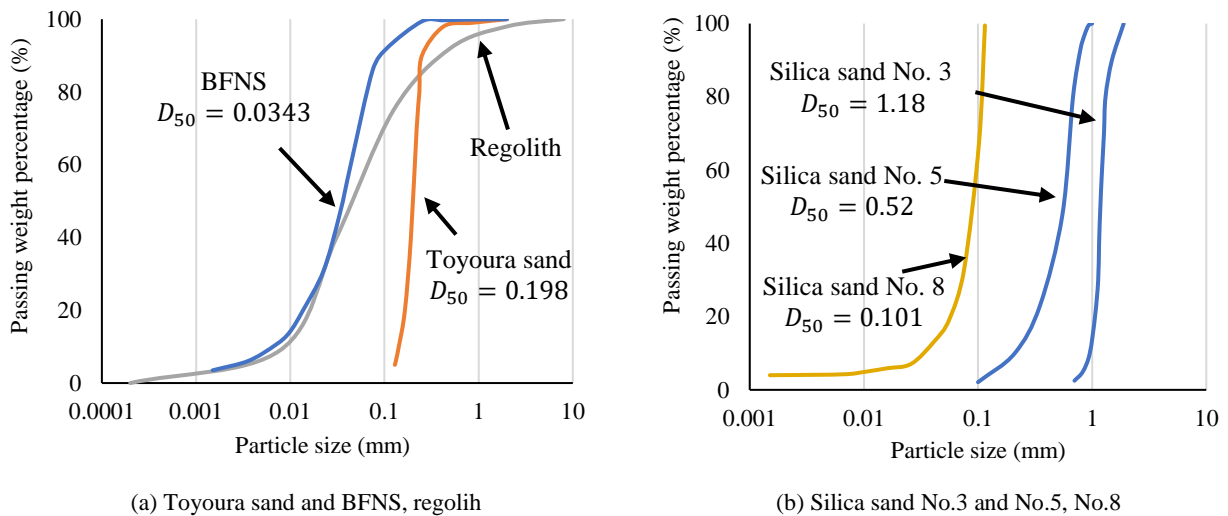 Passing weight percentage (%)
100
80
60
40
20
0
0.0001
0.001
0.01
0.1
1
10
Particle size (mm)
BFNS
D₅₀ = 0.0343
Regolith
Toyoura sand
D₅₀ = 0.198
(a) Toyoura sand and BFNS, regolih
Passing weight percentage (%)
100
80
60
40
20
0
0.001
0.01
0.1
1
10
Particle size (mm)
Silica sand No. 3
D₅₀ = 1.18
Silica sand No. 5
D₅₀ = 0.52
Silica sand No. 8
D₅₀ = 0.101
(b) Silica sand No.3 and No.5, No.8